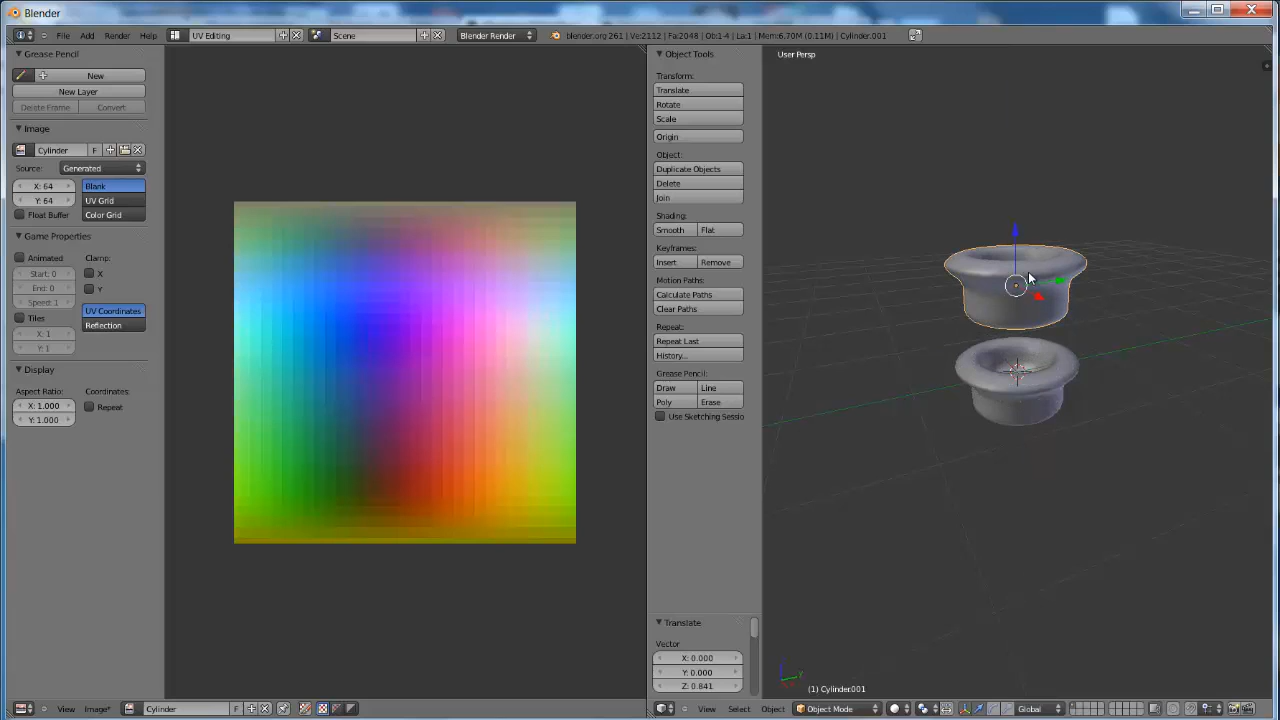 Blender
File Add Render Help UV Editing Scene Blender Render blender.org 261 | Ve:2112 | Fa:2048 | Ob:1-4 | La:1 | Mem:6.70M (0.11M) | Cylinder.001
Grease Pencil
New
New Layer
Delete Frame Convert
Image
Cylinder F
Source: Generated
X: 64 Blank
Y: 64 UV Grid
Float Buffer Color Grid
Game Properties
Animated Clamp:
Start: 0 X
End: 0 Y
Speed: 1
Tiles UV Coordinates
X: 1 Reflection
Y: 1
Display
Aspect Ratio: Coordinates:
X: 1.000 Repeat
Y: 1.000
View Image* Cylinder F
Object Tools
Transform:
Translate
Rotate
Scale
Origin
Object:
Duplicate Objects
Delete
Join
Shading:
Smooth Flat
Keyframes:
Insert Remove
Motion Paths:
Calculate Paths
Clear Paths
Repeat:
Repeat Last
History...
Grease Pencil:
Draw Line
Poly Erase
Use Sketching Sessio
Translate
Vector
X: 0.000
Y: 0.000
Z: 0.841
User Persp
Y
(1) Cylinder.001
View Select Object Object Mode Global